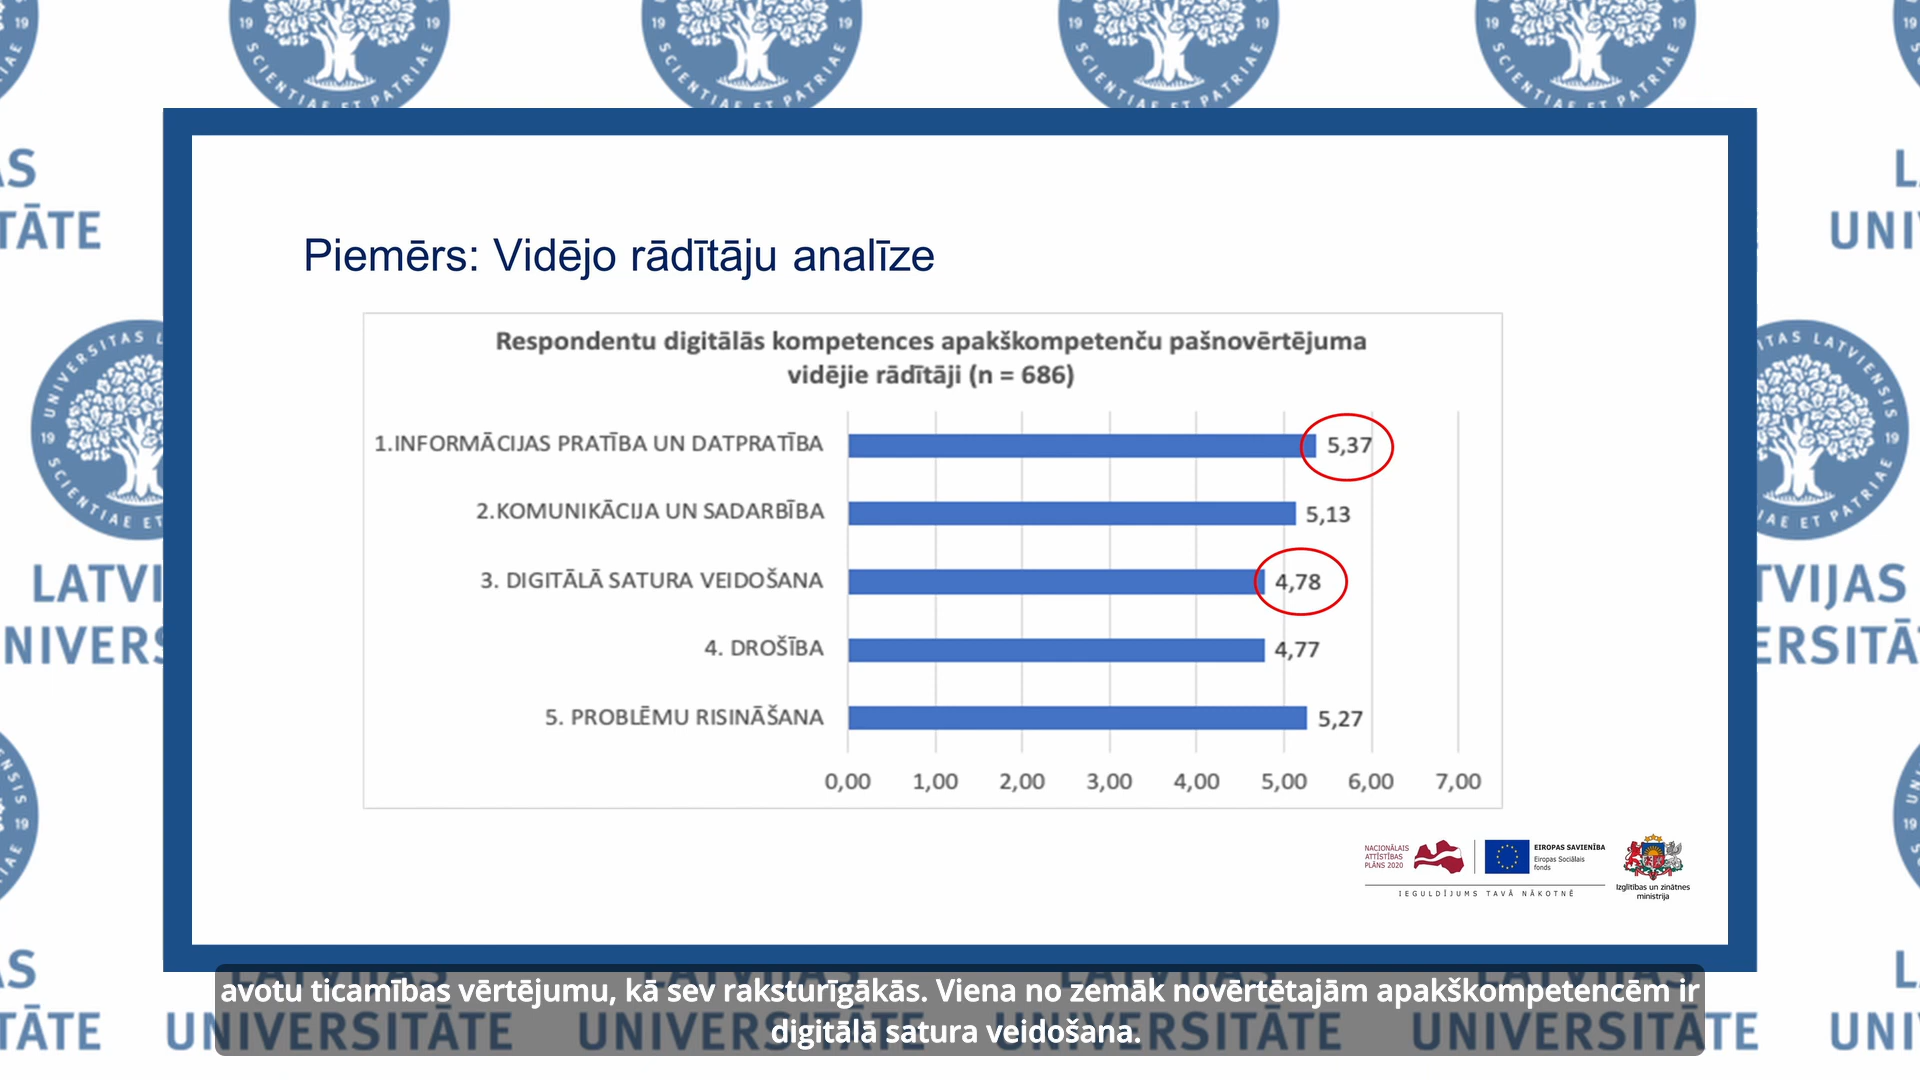 Piemērs: Vidējo rādītāju analīze
Respondentu digitālās kompetences apakškompetenču pašnovērtējuma
vidējie rādītāji (n = 686)
1.INFORMĀCIJAS PRATĪBA UN DATPRATĪBA
5,37
2.KOMUNIKĀCIJA UN SADARBĪBA
5,13
3. DIGITĀLĀ SATURA VEIDOŠANA
4,78
4. DROŠĪBA
4,77
5. PROBLĒMU RISINĀŠANA
5,27
0,00 1,00 2,00 3,00 4,00 5,00 6,00 7,00
NACIONĀLAIS
ATTĪSTĪBAS
PLĀNS 2020
EIROPAS SAVIENĪBA
Eiropas Sociālais
fonds
IEGULDĪJUMS TAVĀ NĀKOTNĒ
Izglītības un zinātnes
ministrija
avotu ticamības vērtējumu, kā sev raksturīgākās. Viena no zemāk novērtētajām apakškompetencēm ir
digitālā satura veidošana.